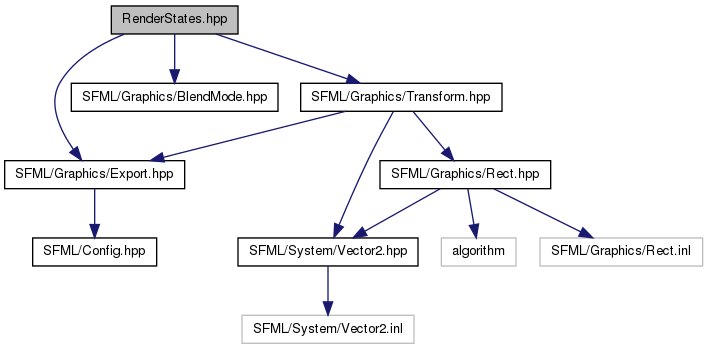 RenderStates.hpp
SFML/Graphics/BlendMode.hpp
SFML/Graphics/Transform.hpp
SFML/Graphics/Export.hpp
SFML/Graphics/Rect.hpp
SFML/Config.hpp
SFML/System/Vector2.hpp
algorithm
SFML/Graphics/Rect.inl
SFML/System/Vector2.inl